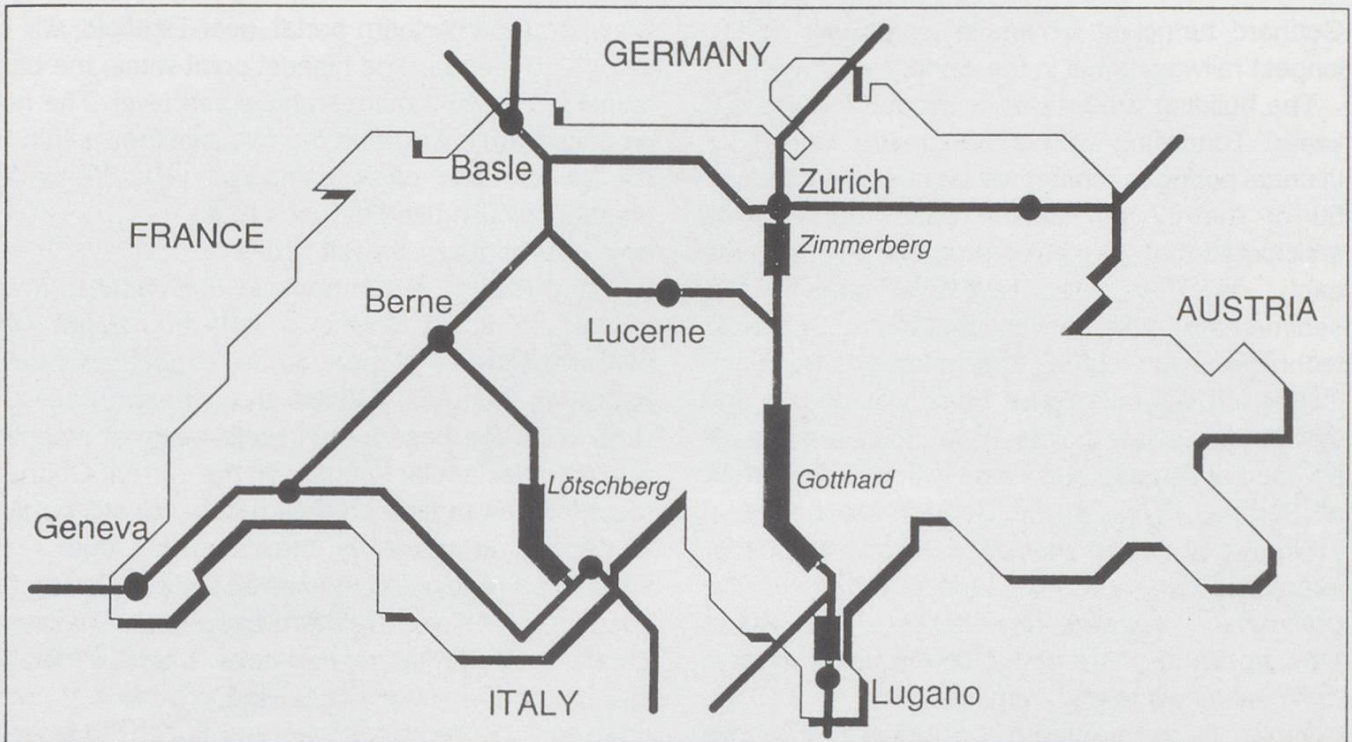 GERMANY
Basle
Zurich
FRANCE
Zimmerberg
Berne
AUSTRIA
Lucerne
Lötschberg
Gotthard
Geneva
ITALY
Lugano